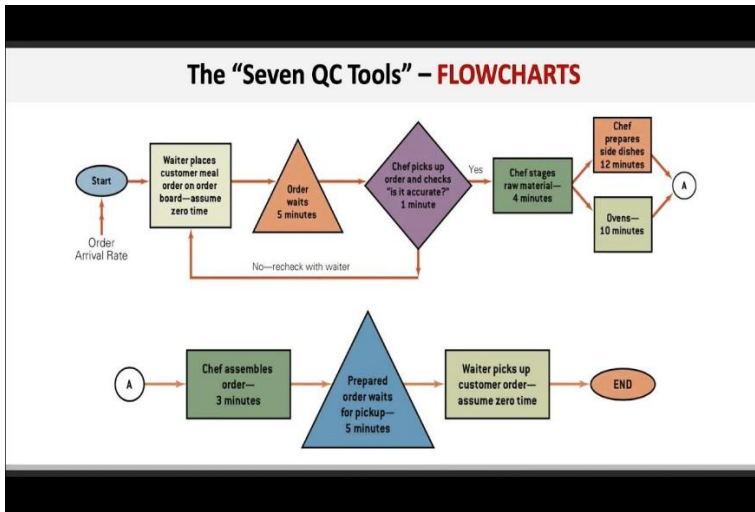 The “Seven QC Tools” – FLOWCHARTS
Start
Order
Arrival Rate
Waiter places
customer meal
order on order
board—assume
zero time
Order
waits
5 minutes
Chef picks up
order and checks
“is it accurate?”
1 minute
Yes
No—recheck with waiter
Chef stages
raw material—
4 minutes
Chef
prepares
side dishes
12 minutes
Ovens—
10 minutes
A
A
Chef assembles
order—
3 minutes
Prepared
order waits
for pickup—
5 minutes
Waiter picks up
customer order—
assume zero time
END